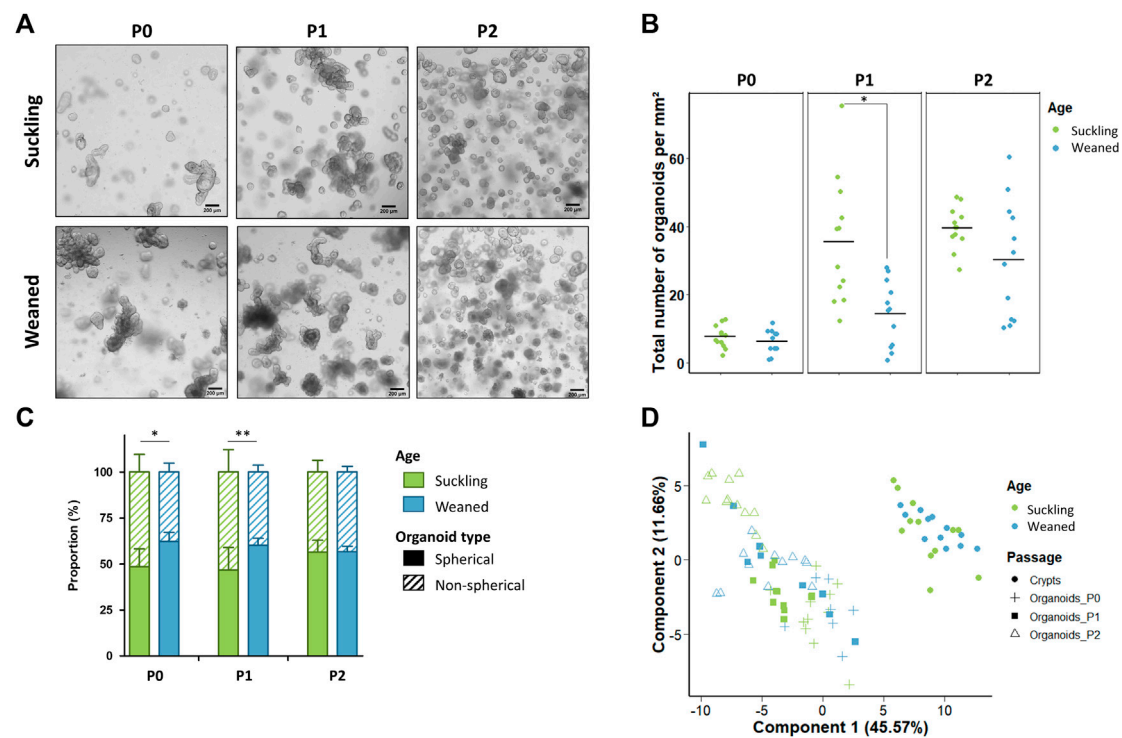 A
P0
P1
P2
Suckling
200 µm
200 µm
200 µm
Weaned
200 µm
200 µm
200 µm
B
P0
P1
P2
*
Total number of organoids per mm²
60
40
20
0
Age
Suckling
Weaned
C
*
**
Proportion (%)
100
75
50
25
0
P0
P1
P2
Age
Suckling
Weaned
Organoid type
Spherical
Non-spherical
D
Component 2 (11.66%)
5
0
-5
-10
-5
0
5
10
Component 1 (45.57%)
Age
Suckling
Weaned
Passage
Crypts
Organoids_P0
Organoids_P1
Organoids_P2